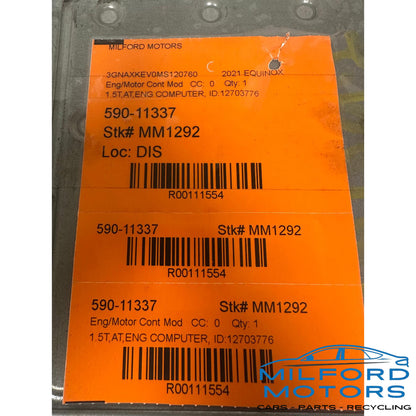 MILFORD MOTORS
3GNAXKEV0MS120760 2021 EQUINOX
Eng/Motor Cont Mod CC: 0 Qty: 1
1.5T,AT,ENG COMPUTER, ID:12703776
590-11337
Stk# MM1292
Loc: DIS
R00111554
590-11337 Stk# MM1292
R00111554
590-11337 Stk# MM1292
Eng/Motor Cont Mod CC: 0 Qty: 1
1.5T,AT,ENG COMPUTER, ID:12703776
R00111554
MILFORD
MOTORS
CARS - PARTS - RECYCLING